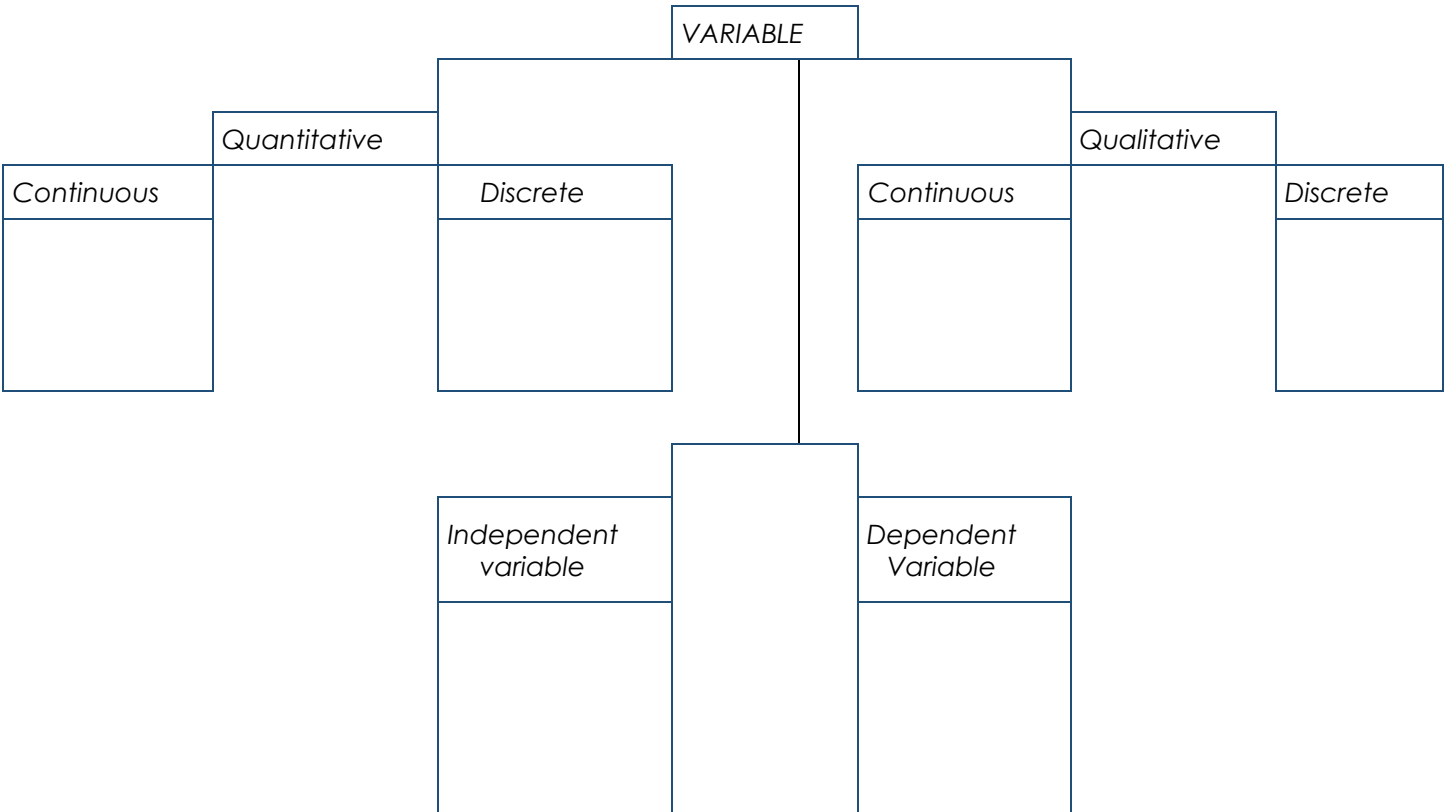 VARIABLE
Quantitative
Qualitative
Continuous
Discrete
Continuous
Discrete
Independent
variable
Dependent
Variable